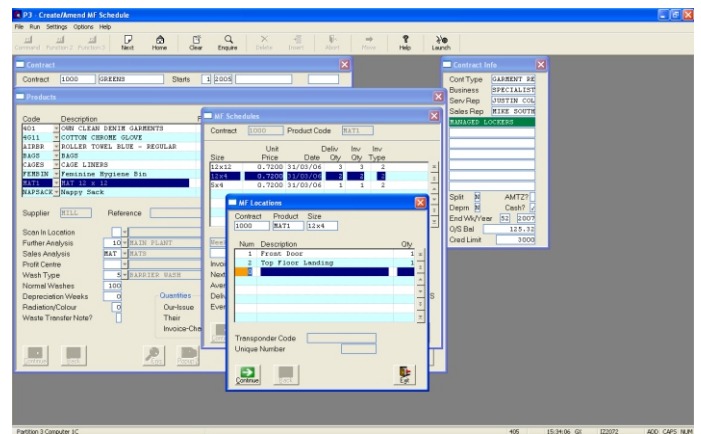 P3 - Create/Amend MF Schedule
File Run Settings Options Help
Command Function 2 Function 3 Next Home Clear Enquire Delete Insert Abort Move Help Launch
Contract
Contract 1000 GREENS Starts 1 2005
Contract Info
Cont Type GARMENT RE
Business SPECIALIST
Serv Rep JUSTIN COL
Sales Rep MIKE SOUTH
MANAGED LOCKERS
Split N AMTZ?
Deprn N Cash?
End Wk/Year 52 2007
O/S Bal 125.32
Cred Limit 3000
Products
Code Description
401 OWN CLEAN DENIM GARMENTS
4G11 COTTON CHROME GLOVE
AIRBR ROLLER TOWEL BLUE - REGULAR
BAGS BAGS
CAGES CAGE LINERS
FEMBIN Feminine Hygiene Bin
MAT1 MAT 12 x 12
NAPSACK Nappy Sack
Supplier HILL Reference
Scan In Location
Further Analysis 10 MAIN PLANT
Sales Analysis MAT MATS
Profit Centre
Wash Type 5 BARRIER WASH
Normal Washes 100
Depreciation Weeks 0 Quantities
Radiation/Colour 0 Our-Issue
Waste Transfer Note? Their
Invoice-Cha
Continue Back
MF Schedules
Contract 1000 Product Code MAT1
Size Unit Price Date Deliv Qty Inv Qty Inv Type
12x12 0.7200 31/03/06 3 3 2
12x4 0.7200 31/03/06 2 2 2
5x4 0.7200 31/03/06 1 1 2
MF Locations
Contract Product Size
1000 MAT1 12x4
Num Description Qty
1 Front Door 1
2 Top Floor Landing 1
Transponder Code
Unique Number
Continue Back Exit
Partition 3 Computer 1C 405 15:34:06 GI IZ2072 ADD CAPS NUM